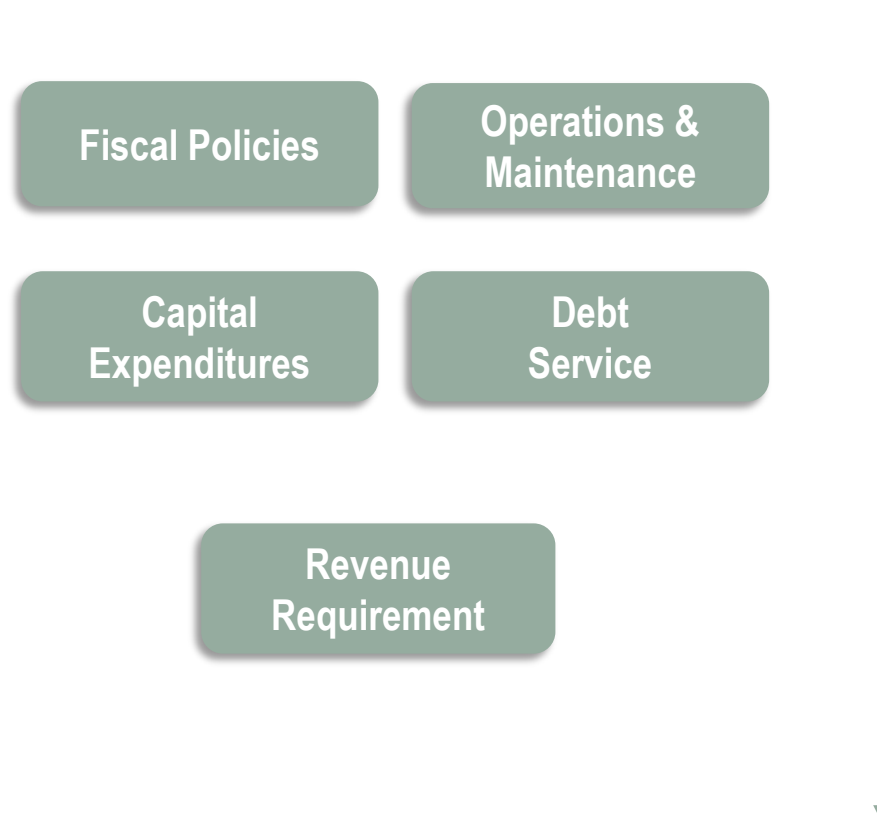 Fiscal Policies
Operations &
Maintenance
Capital
Expenditures
Debt
Service
Revenue
Requirement